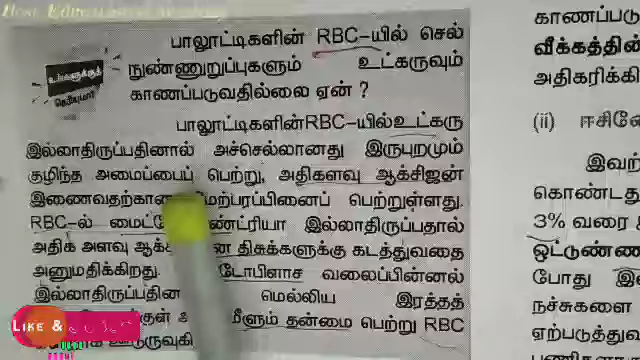 பாலூட்டிகளின் RBC-யில் செல்
நுண்ணுறுப்புகளும் உட்கருவும்
காணப்படுவதில்லை ஏன் ?
உங்களுக்குத் தெரியுமா?
பாலூட்டிகளின் RBC-யில் உட்கரு
இல்லாதிருப்பதினால் அச்செல்லானது இருபுறமும்
குழிந்த அமைப்பைப் பெற்று, அதிகளவு ஆக்சிஜன்
இணைவதற்கான பெற்றுள்ளது.
RBC-ல் இல்லாதிருப்பதால்
அதிக அளவு திசுக்களுக்கு கடத்துவதை
அனுமதிக்கிறது. வலைப்பின்னல்
மெல்லிய இரத்தத்
மீளும் தன்மை பெற்று RBC
LIKE &
காணப்படு
வீக்கத்தின்
அதிகரிக்கி
(ii) ஈசினே
இவற்
கொண்டது
3% வரை இ
ஒட்டுண்ண
போது
நச்சுகளை
ஏற்படுத்துவ